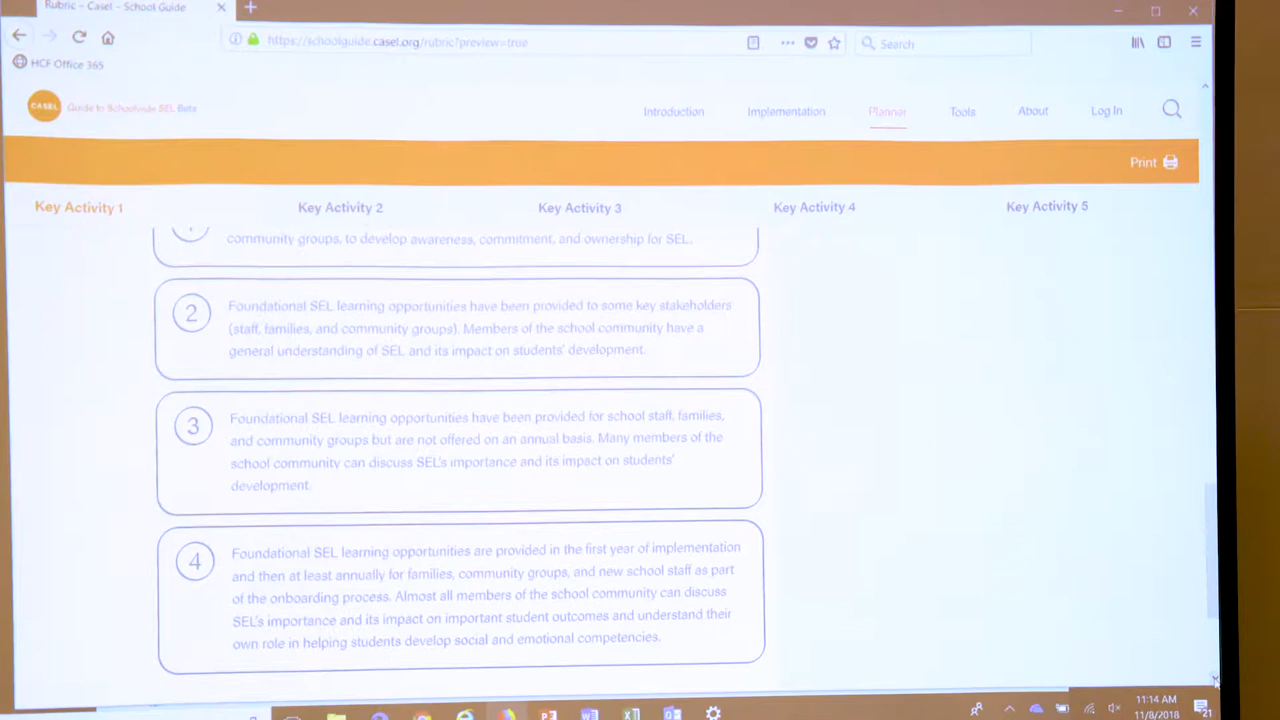 Rubric – Casel – School Guide
https://schoolguide.casel.org/rubric?preview=true
Search
HCF Office 365
CASEL
Guide to Schoolwide SEL Beta
Introduction
Implementation
Planner
Tools
About
Log In
Print
Key Activity 1
Key Activity 2
Key Activity 3
Key Activity 4
Key Activity 5
community groups, to develop awareness, commitment, and ownership for SEL.
2
Foundational SEL learning opportunities have been provided to some key stakeholders
(staff, families, and community groups). Members of the school community have a
general understanding of SEL and its impact on students' development.
3
Foundational SEL learning opportunities have been provided for school staff, families,
and community groups but are not offered on an annual basis. Many members of the
school community can discuss SEL's importance and its impact on students'
development.
4
Foundational SEL learning opportunities are provided in the first year of implementation
and then at least annually for families, community groups, and new school staff as part
of the onboarding process. Almost all members of the school community can discuss
SEL's importance and its impact on important student outcomes and understand their
own role in helping students develop social and emotional competencies.
11:14 AM
11/8/2018
21